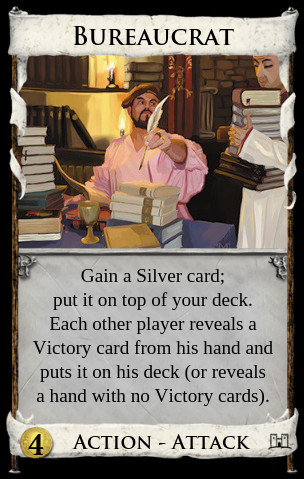 BUREAUCRAT
Gain a Silver card;
put it on top of your deck.
Each other player reveals a
Victory card from his hand and
puts it on his deck (or reveals
a hand with no Victory cards).
4 ACTION - ATTACK